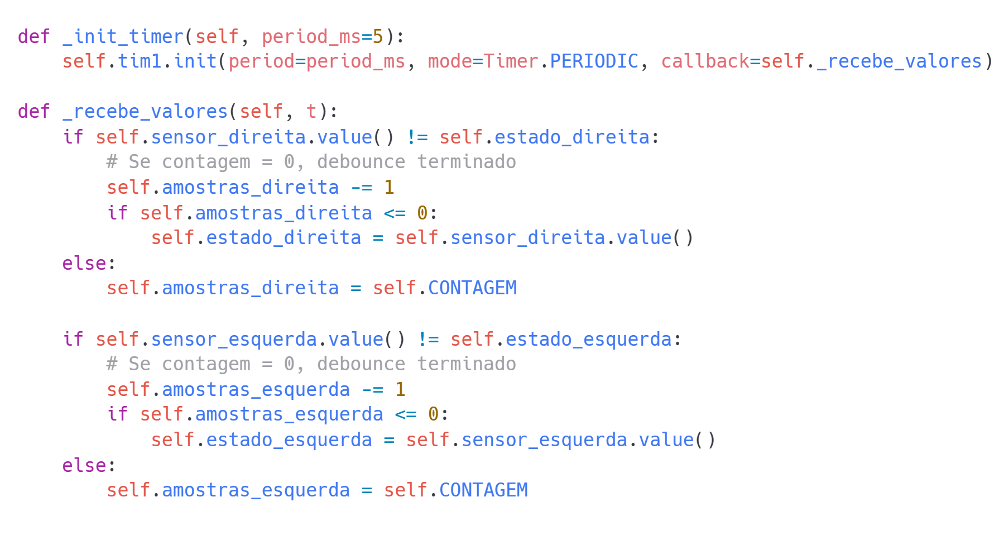 def _init_timer(self, period_ms=5):
    self.tim1.init(period=period_ms, mode=Timer.PERIODIC, callback=self._recebe_valores)

def _recebe_valores(self, t):
    if self.sensor_direita.value() != self.estado_direita:
        # Se contagem = 0, debounce terminado
        self.amostras_direita -= 1
        if self.amostras_direita <= 0:
            self.estado_direita = self.sensor_direita.value()
    else:
        self.amostras_direita = self.CONTAGEM

    if self.sensor_esquerda.value() != self.estado_esquerda:
        # Se contagem = 0, debounce terminado
        self.amostras_esquerda -= 1
        if self.amostras_esquerda <= 0:
            self.estado_esquerda = self.sensor_esquerda.value()
    else:
        self.amostras_esquerda = self.CONTAGEM